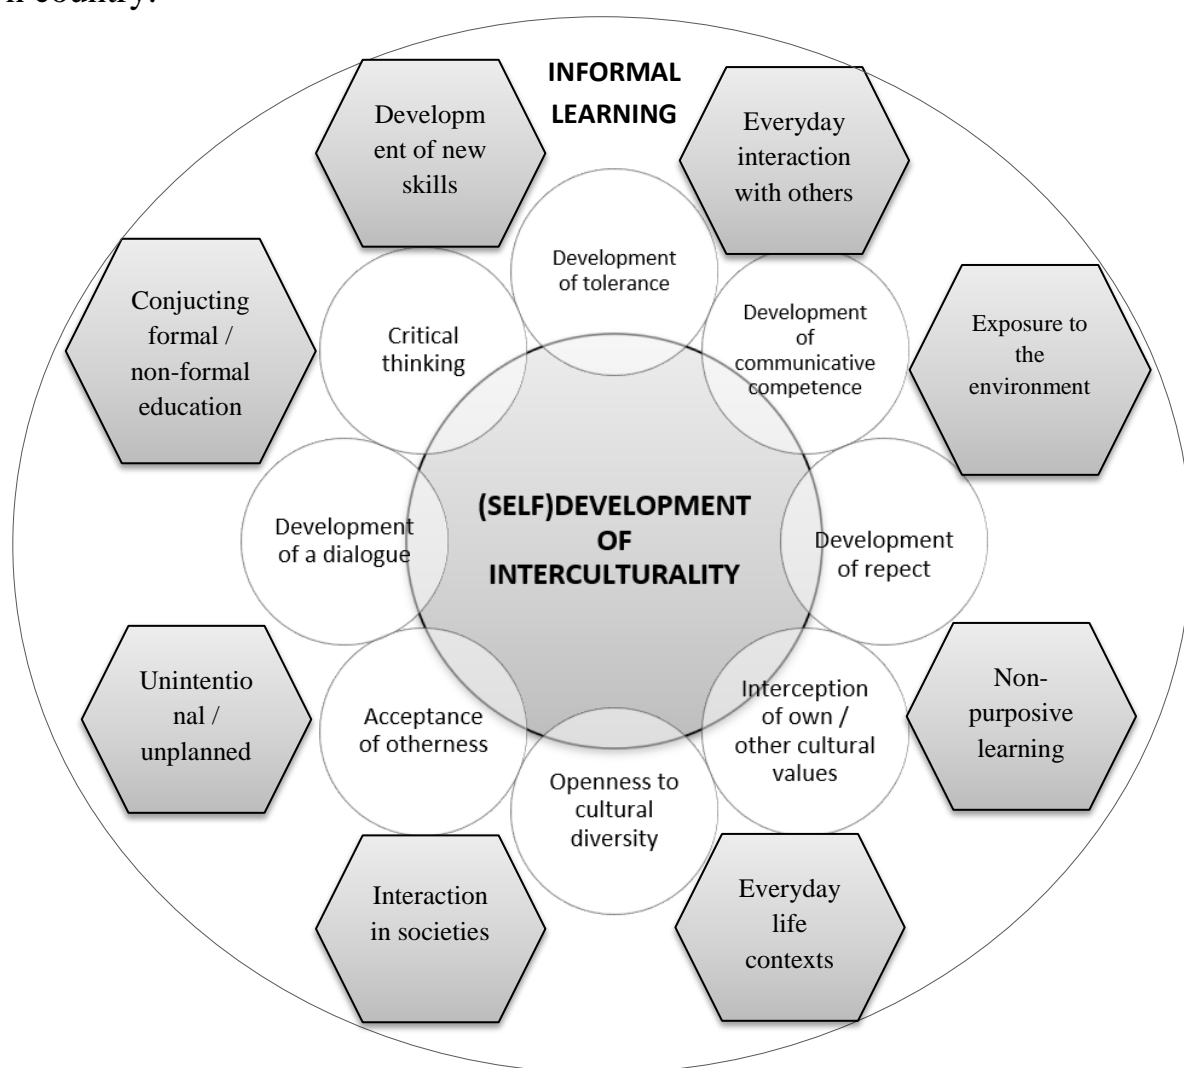 n country.
INFORMAL
LEARNING
Developm
ent of new
skills
Everyday
interaction
with others
Development
of tolerance
Conjucting
formal /
non-formal
education
Critical
thinking
Development
of
communicative
competence
Exposure to
the
environment
Development
of a dialogue
(SELF)DEVELOPMENT
OF
INTERCULTURALITY
Development
of repect
Unintentio
nal /
unplanned
Acceptance
of otherness
Interception
of own /
other cultural
values
Non-
purposive
learning
Openness to
cultural
diversity
Interaction
in societies
Everyday
life
contexts